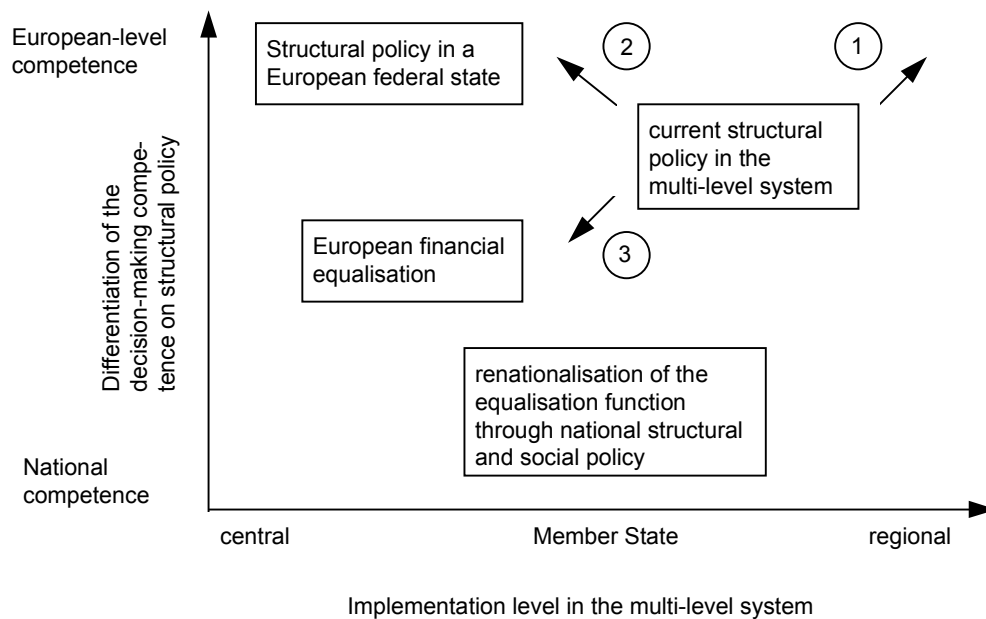 European-level
competence
Structural policy in a
European federal state
2
1
current structural
policy in the
multi-level system
Differentiation of the
decision-making compe-
tence on structural policy
European financial
equalisation
3
renationalisation of the
equalisation function
through national structural
and social policy
National
competence
central
Member State
regional
Implementation level in the multi-level system